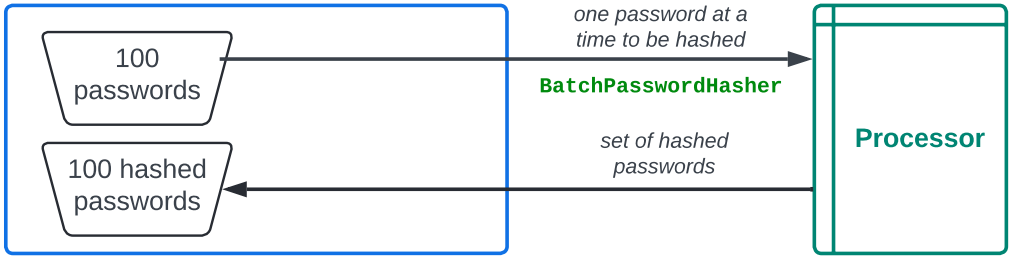 100
passwords
one password at a
time to be hashed
BatchPasswordHasher
100 hashed
passwords
set of hashed
passwords
Processor